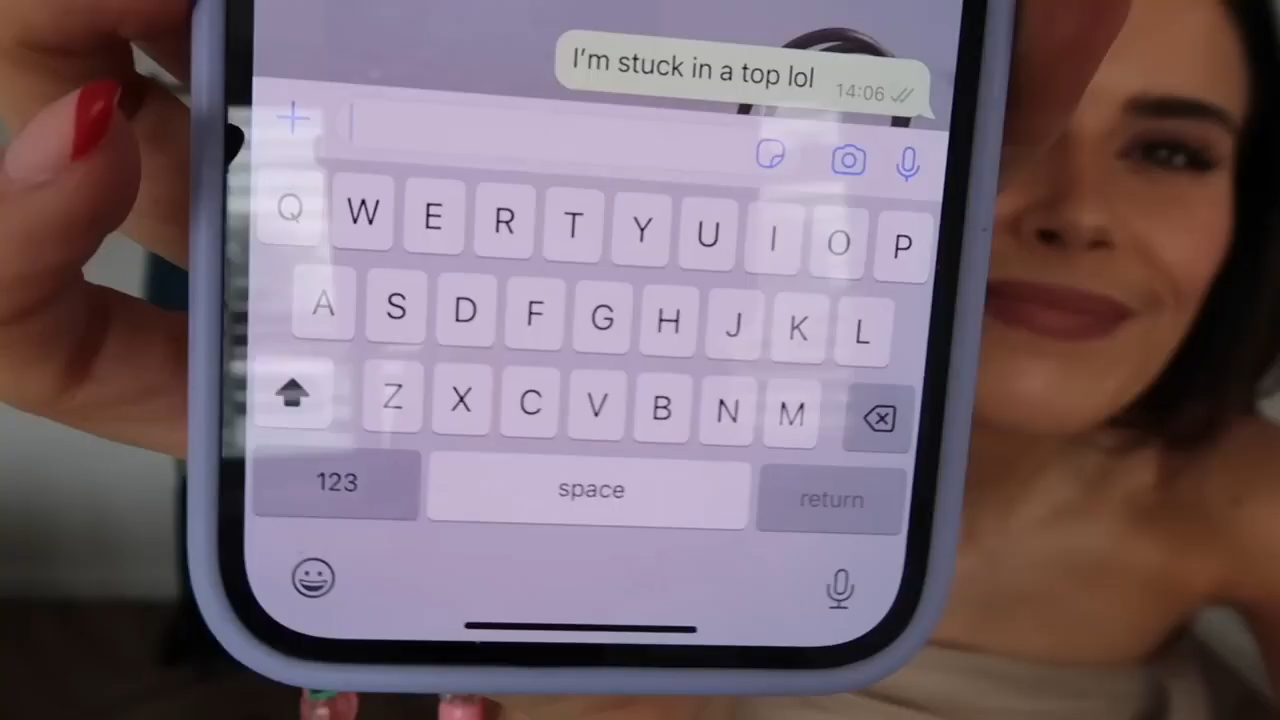 I'm stuck in a top lol
14:06
Q W E R T Y U I O P
A S D F G H J K L
Z X C V B N M
123 space return